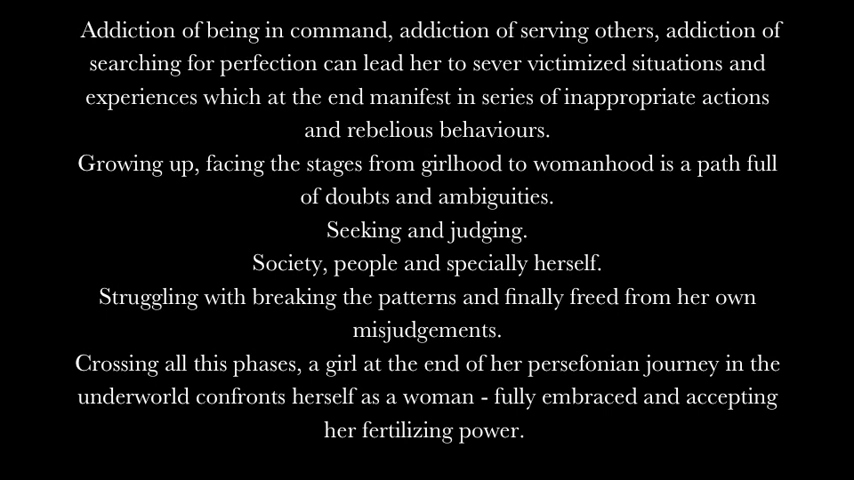 Addiction of being in command, addiction of serving others, addiction of
searching for perfection can lead her to sever victimized situations and
experiences which at the end manifest in series of inappropriate actions
and rebelious behaviours.
Growing up, facing the stages from girlhood to womanhood is a path full
of doubts and ambiguities.
Seeking and judging.
Society, people and specially herself.
Struggling with breaking the patterns and finally freed from her own
misjudgements.
Crossing all this phases, a girl at the end of her persefonian journey in the
underworld confronts herself as a woman - fully embraced and accepting
her fertilizing power.